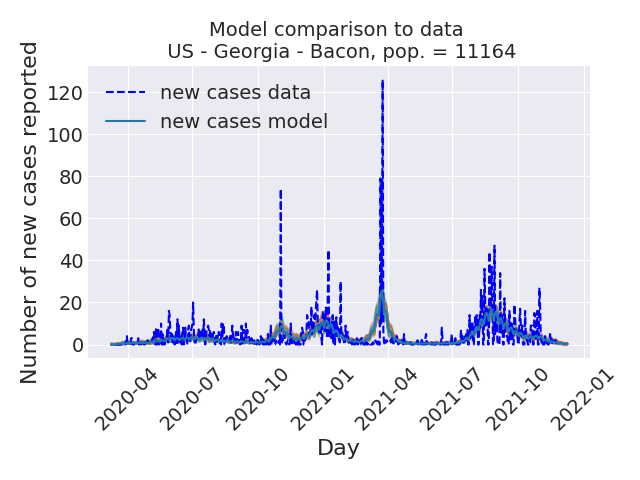 Model comparison to data
US - Georgia - Bacon, pop. = 11164
Number of new cases reported
120
100
80
60
40
20
0
new cases data
new cases model
2020-04
2020-07
2020-10
2021-01
2021-04
2021-07
2021-10
2022-01
Day